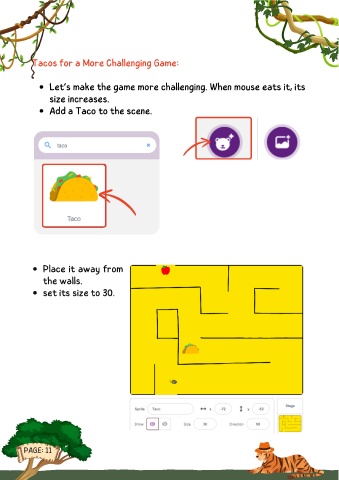 Tacos for a More Challenging Game:
• Let's make the game more challenging. When mouse eats it, its
size increases.
• Add a Taco to the scene.
taco
Taco
• Place it away from
the walls.
• set its size to 30.
Sprite Taco x y
Stage
Show Size 30 Direction 90
PAGE: 11